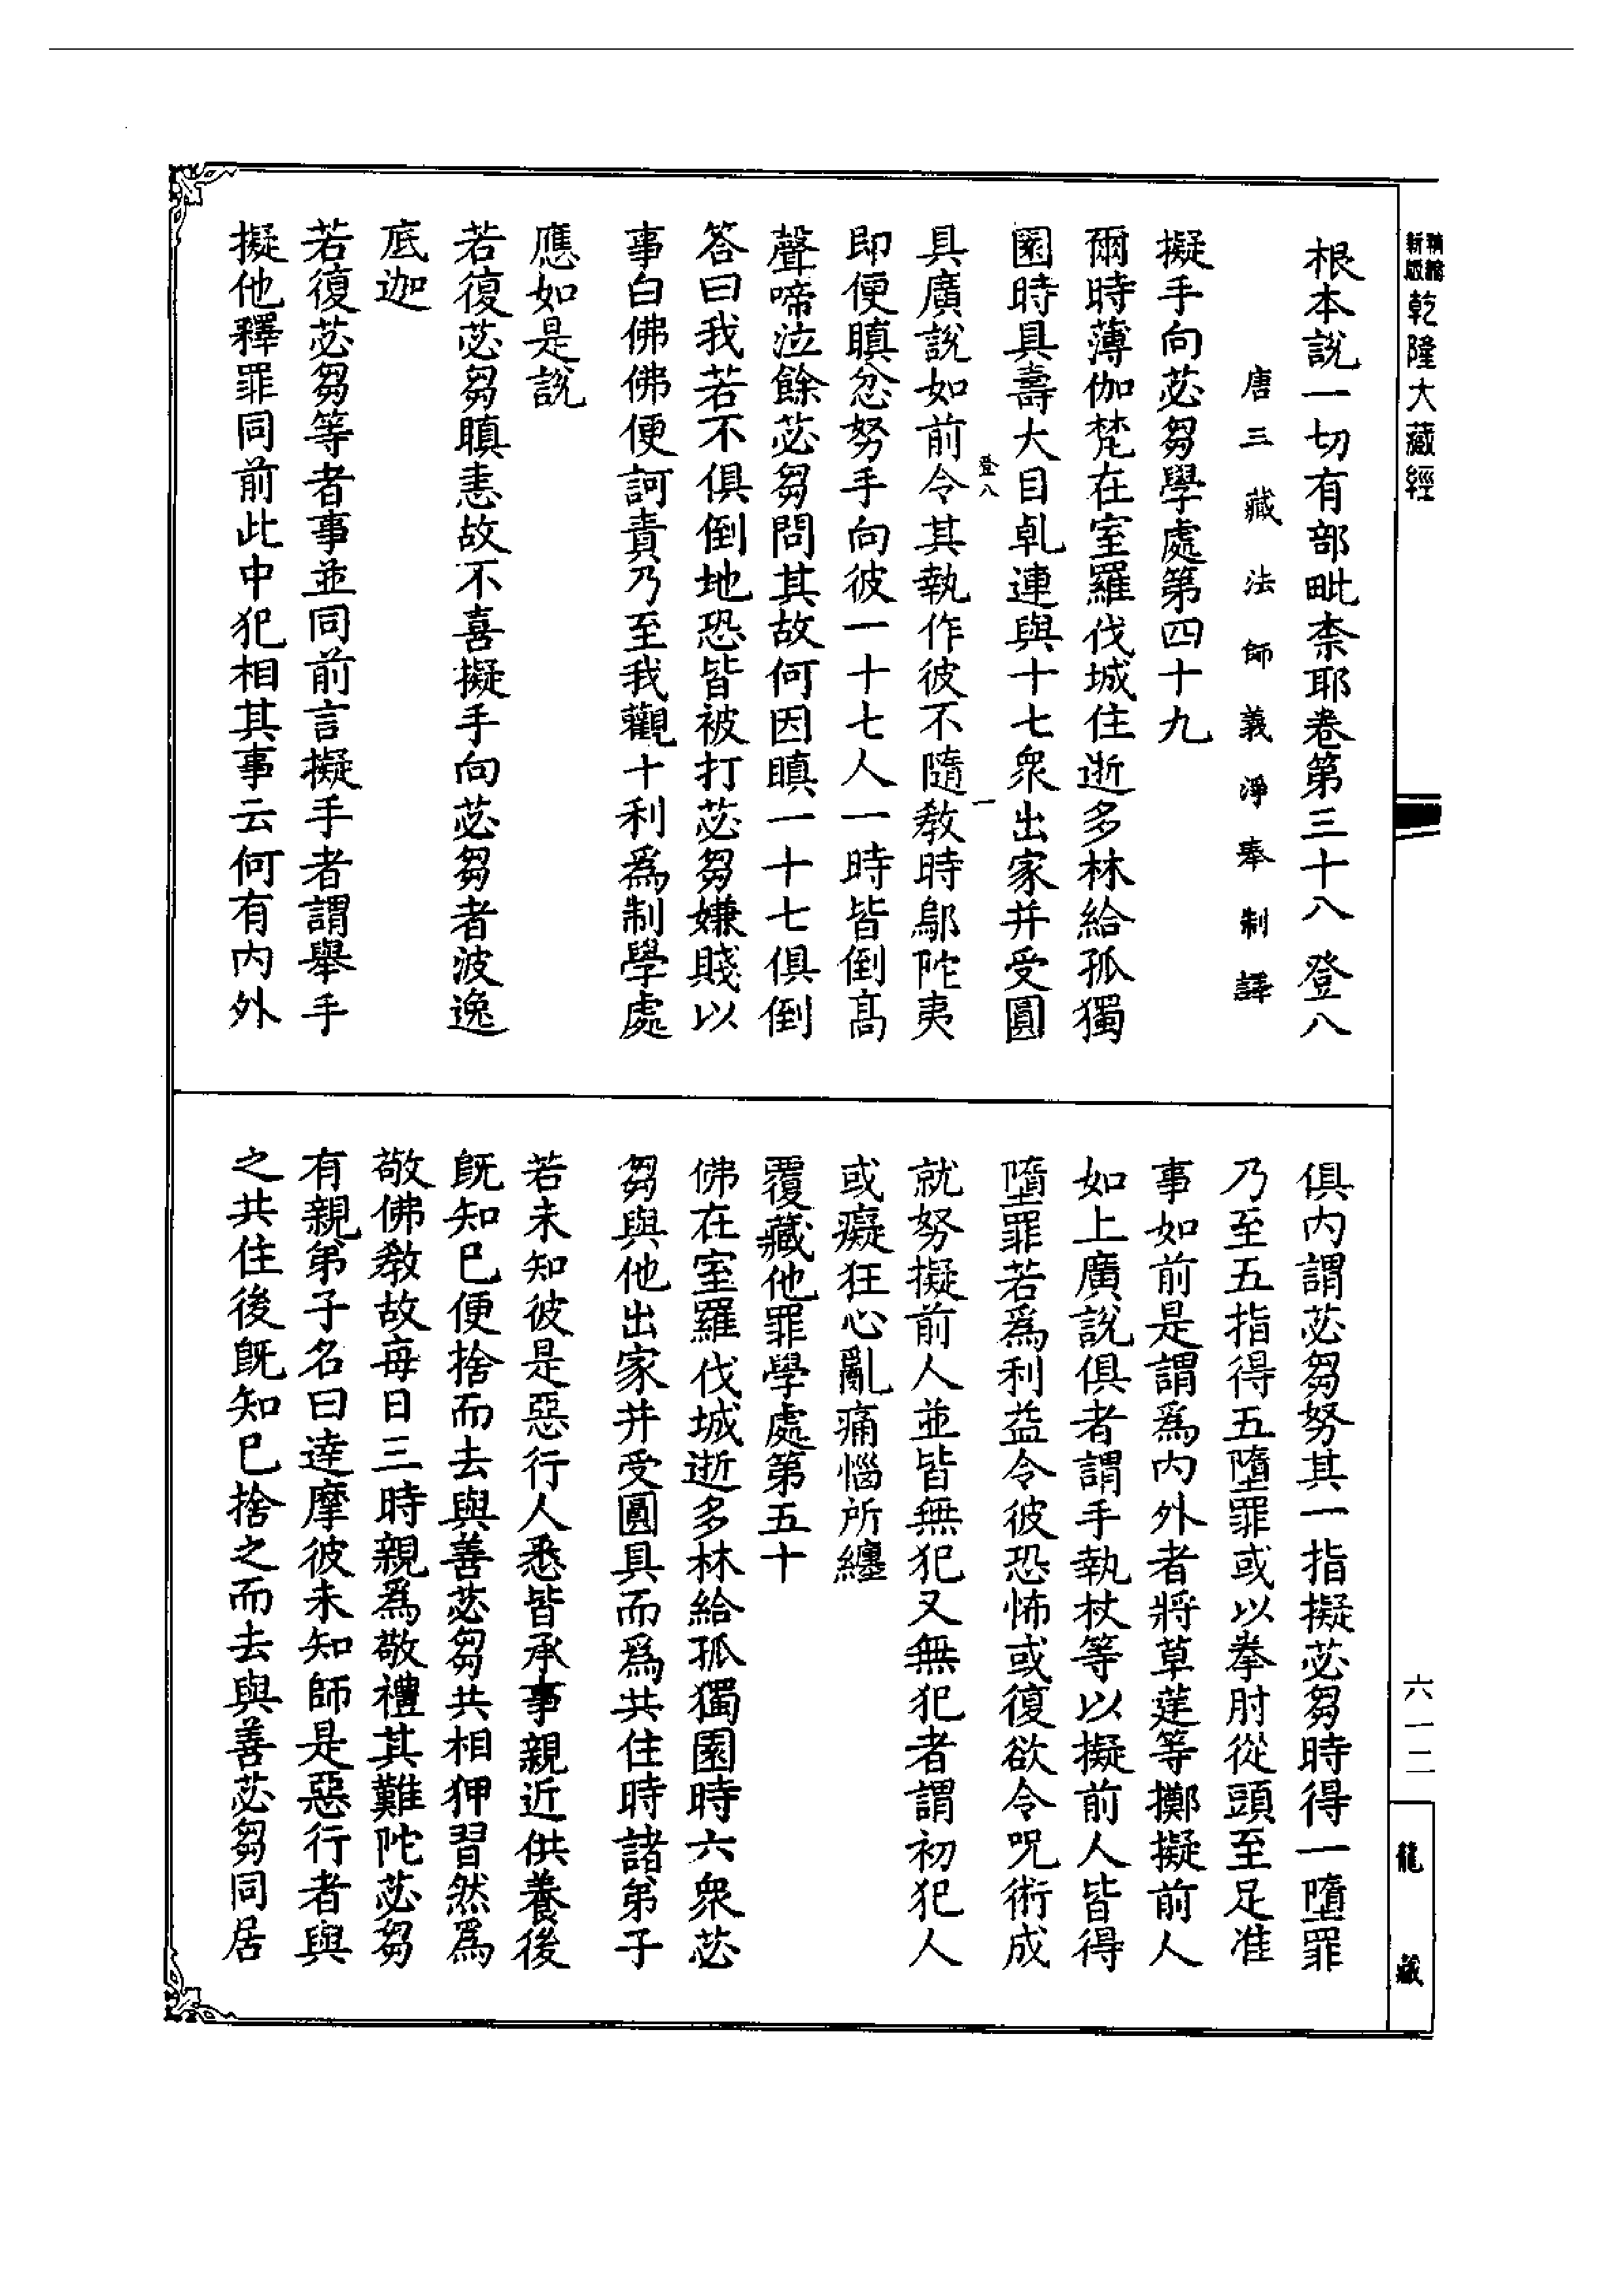 精縮新版乾隆大藏經
根本說一切有部毗柰耶卷第三十八 登八
唐三藏法師義淨奉制譯
擬手向苾芻學處第四十九
爾時薄伽梵在室羅伐城住逝多林給孤獨
園時具壽大目乹連與十七衆出家并受圓
登八 一
具廣說如前令其執作彼不隨教時鄔陀夷
即便瞋忿努手向彼一十七人一時皆倒高
聲啼泣餘苾芻問其故何因瞋一十七俱倒
答曰我若不俱倒地恐皆被打苾芻嫌賤以
事白佛佛便訶責乃至我觀十利爲制學處
應如是說
若復苾芻瞋恚故不喜擬手向苾芻者波逸
底迦
若復苾芻等者事並同前言擬手者謂舉手
擬他釋罪同前此中犯相其事云何有內外
俱內謂苾芻努其一指擬苾芻時得一墮罪
乃至五指得五墮罪或以拳肘從頭至足准
事如前是謂爲內外者將草莛等擲擬前人
如上廣說俱者謂手執杖等以擬前人皆得
墮罪若爲利益令彼恐怖或復欲令呪術成
就努擬前人並皆無犯又無犯者謂初犯人
或癡狂心亂痛惱所纏
覆藏他罪學處第五十
佛在室羅伐城逝多林給孤獨園時六衆苾
芻與他出家并受圓具而爲共住時諸弟子
若未知彼是惡行人悉皆承事親近供養後
既知已便捨而去與善苾芻共相狎習然爲
敬佛教故每日三時親爲敬禮其難陀苾芻
有親弟子名曰達摩彼未知師是惡行者與
之共住後既知已捨之而去與善苾芻同居
六一二
龍藏